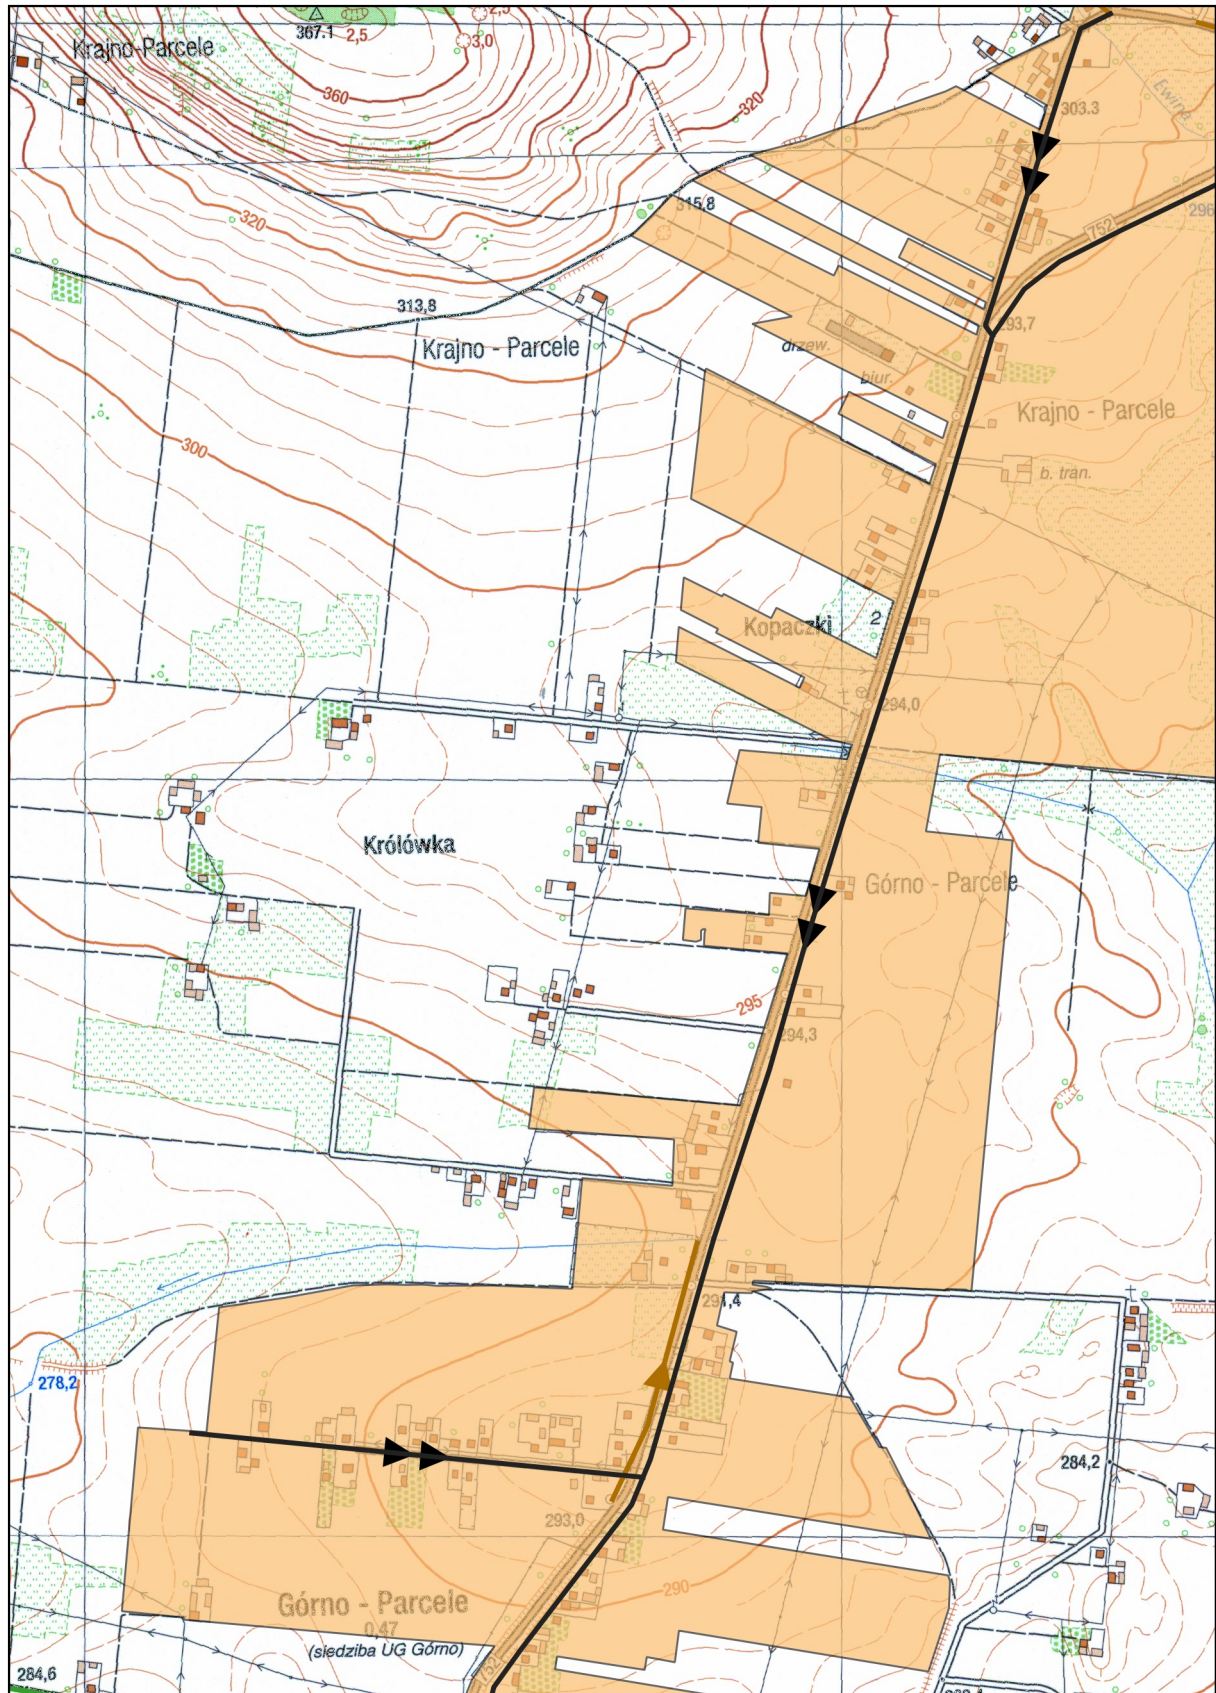 367.1
2,5
2,5
3,0
Krajno-Parcele
360
320
303.3
Ewina
315,8
320
752
296
313,8
293,7
Krajno - Parcele
drzew.
biur.
Krajno - Parcele
300
b. tran.
Kopaczki
2
294,0
Królówka
Górno - Parcele
295
294,3
291,4
278,2
284,2
293,0
290
Górno - Parcele
0,47
(siedziba UG Górno)
752
284,6